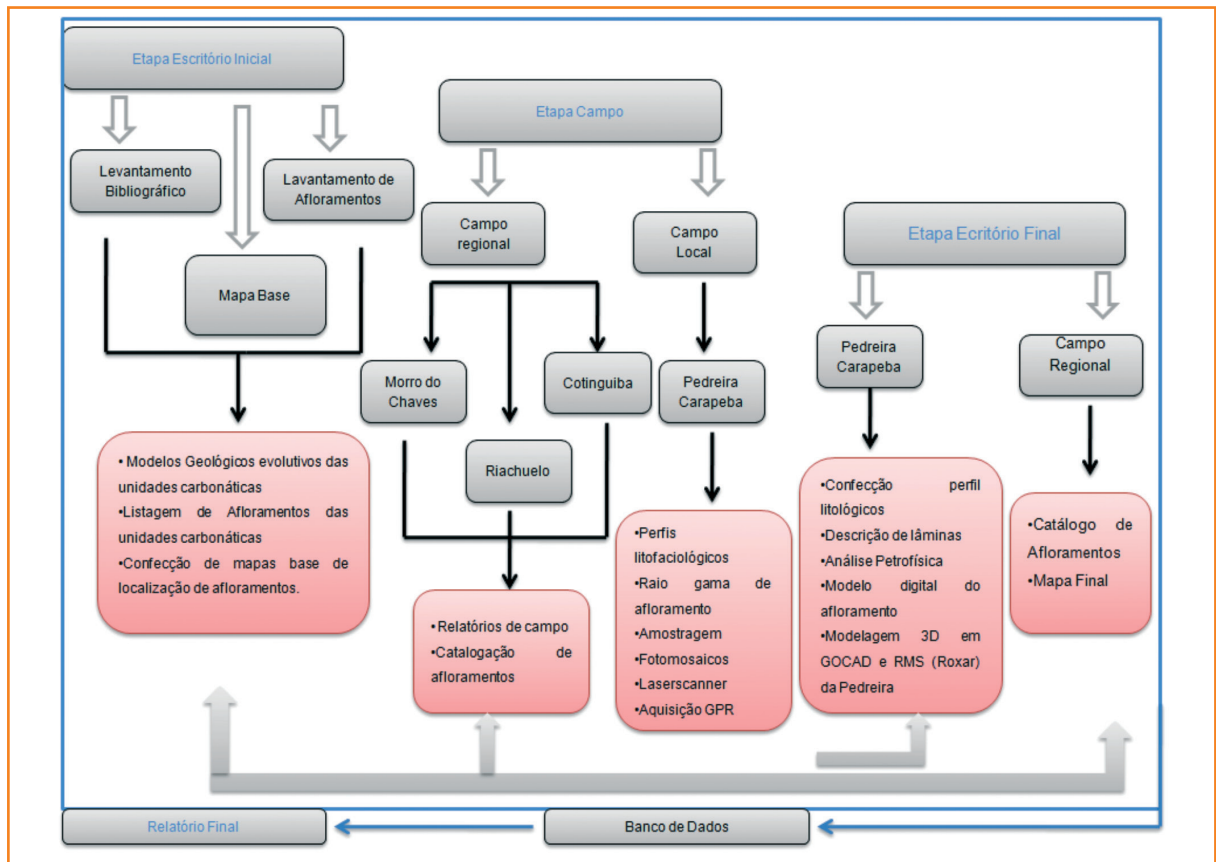 Etapa Escritório Inicial
Levantamento
Bibliográfico
Mapa Base
Lavantamento de
Afloramentos
• Modelos Geológicos evolutivos das
unidades carbonáticas
•Listagem de Afloramentos das
unidades carbonáticas
•Confecção de mapas base de
localização de afloramentos.
Etapa Campo
Campo
regional
Campo
Local
Morro do
Chaves
Riachuelo
Cotinguiba
Pedreira
Carapeba
•Relatórios de campo
•Catalogação de
afloramentos
•Perfis
litofaciológicos
•Raio gama de
afloramento
•Amostragem
•Fotomosaicos
•Laserscanner
•Aquisição GPR
Etapa Ecritório Final
Pedreira
Carapeba
Campo
Regional
•Confecção perfil
litológicos
•Descrição de lâminas
•Análise Petrofísica
•Modelo digital do
afloramento
•Modelagem 3D em
GOCAD e RMS (Roxar)
da Pedreira
•Catálogo de
Afloramentos
•Mapa Final
Relatório Final
Banco de Dados